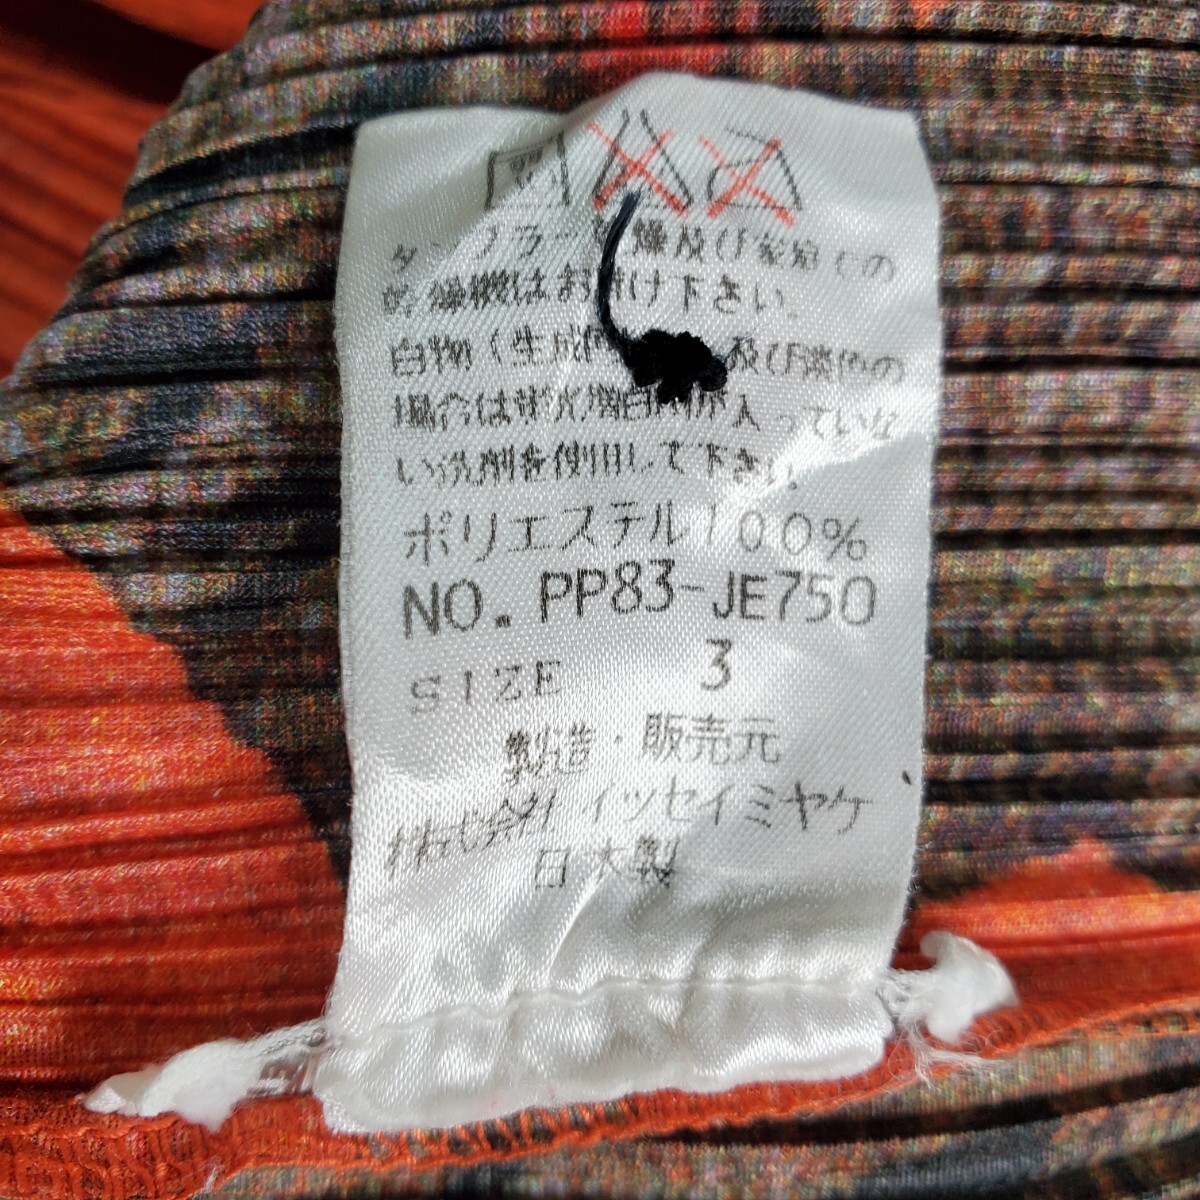 タンブラー乾燥及び家庭での
乾燥機はお避け下さい。
白物（生成 及び淡色の
場合は蛍光増白剤が入っていな
い洗剤を使用して下さい。
ポリエステル100%
NO. PP83-JE750
SIZE 3
製造・販売元
株式会社イッセイミヤケ
日本製